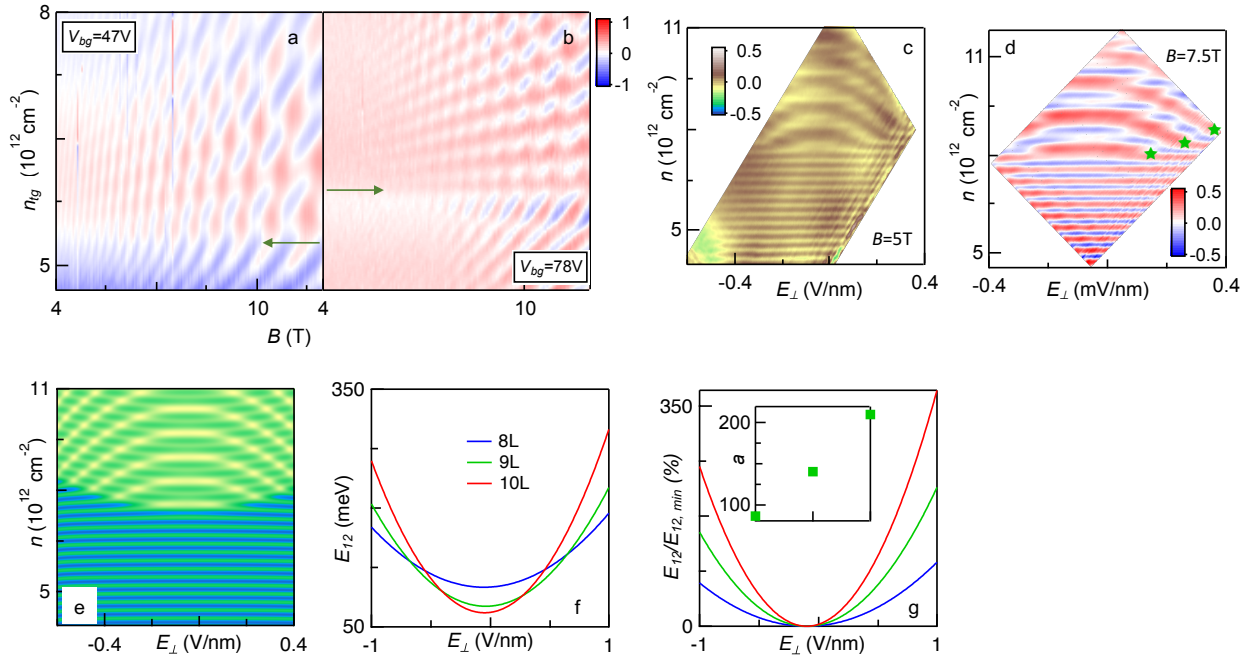 8
V_bg=47V
a
n_tg (10^12 cm^-2)
5
4
10
b
1
0
-1
V_bg=78V
4
10
B (T)
11
c
0.5
0.0
-0.5
n (10^12 cm^-2)
5
B=5T
-0.4
0.4
E_⊥ (V/nm)
10
d
B=7.5T
n (10^12 cm^-2)
5
0.5
0.0
-0.5
-0.4
0.4
E_⊥ (mV/nm)
11
n (10^12 cm^-2)
5
e
-0.4
0.4
E_⊥ (V/nm)
350
8L
9L
10L
E_12 (meV)
50
f
-1
1
E_⊥ (V/nm)
350
200
a
100
E_12/E_12, min (%)
0
g
-1
1
E_⊥ (V/nm)